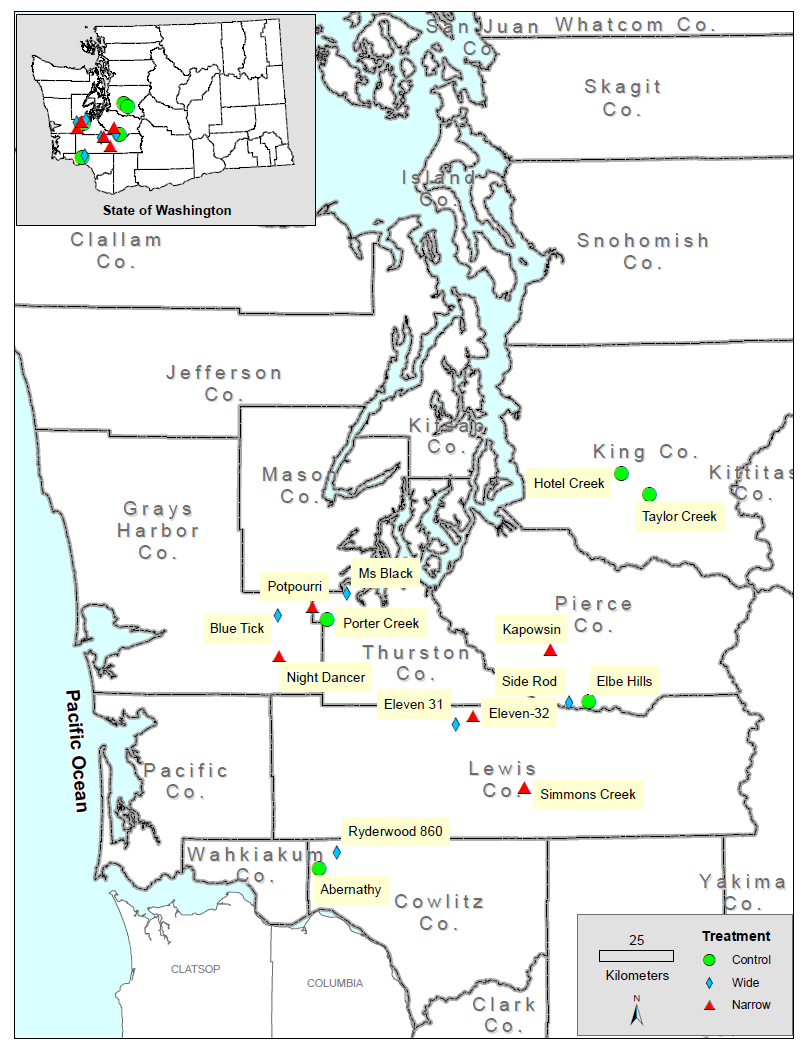 San Juan
Co.
Whatcom Co.
Skagit
Co.
Island
Co.
State of Washington
Clallam
Co.
Snohomish
Co.
Jefferson
Co.
Kitsap
Co.
King Co.
Mason
Co.
Kittitas
Co.
Hotel Creek
Taylor Creek
Grays
Harbor
Co.
Ms Black
Potpourri
Pierce
Co.
Blue Tick
Porter Creek
Kapowsin
Thurston
Co.
Night Dancer
Side Rod
Elbe Hills
Eleven 31
Eleven-32
Pacific Ocean
Pacific
Co.
Lewis
Co.
Simmons Creek
Ryderwood 860
Wahkiakum
Co.
Abernathy
Cowlitz
Co.
Yakima
Co.
CLATSOP
COLUMBIA
Clark
Co.
25
Kilometers
N
Treatment
Control
Wide
Narrow